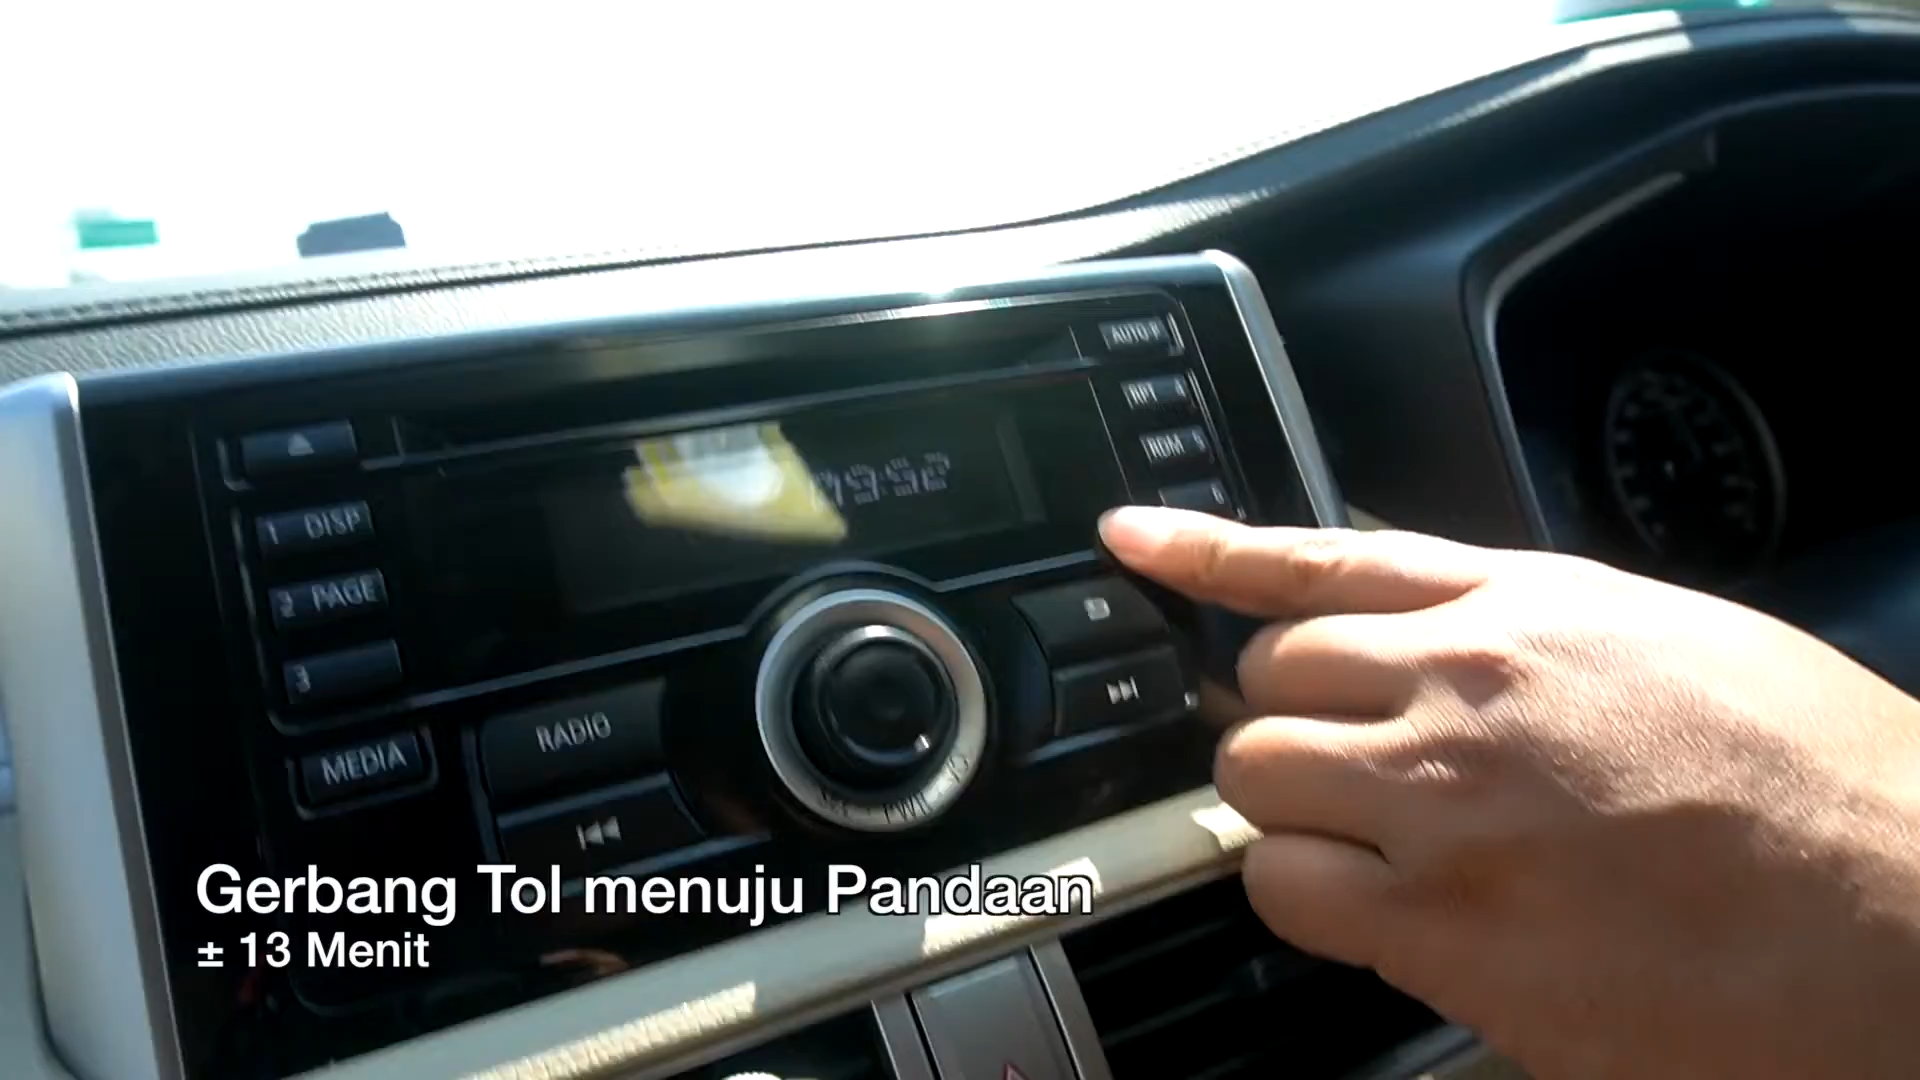 AUTO-P
RPT 4
RDM 5
6
1 DISP
2 PAGE
3
RADIO
MEDIA
PWR
Gerbang Tol menuju Pandaan
± 13 Menit